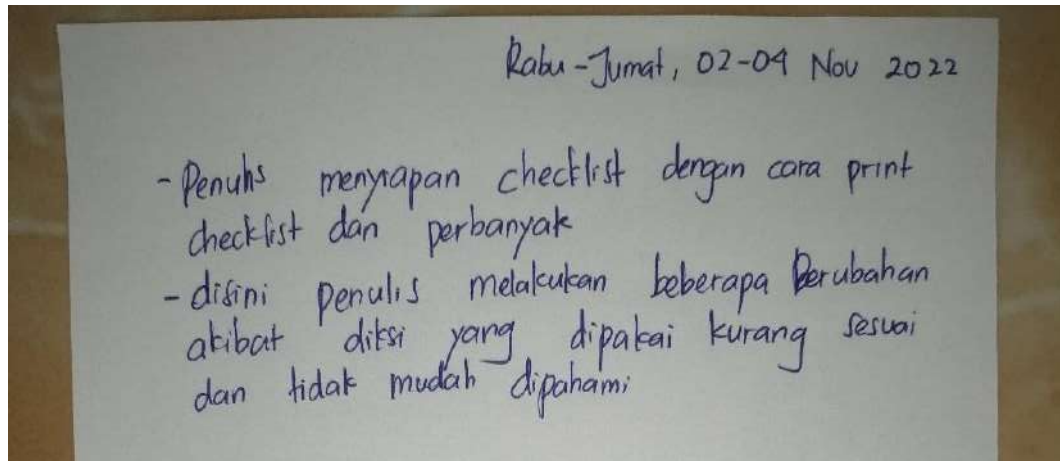 Rabu - Jumat, 02-04 Nov 2022
- Penulis menyiapan checklist dengan cara print
checklist dan perbanyak
- disini penulis melakukan beberapa Perubahan
akibat diksi yang dipakai kurang sesuai
dan tidak mudah dipahami